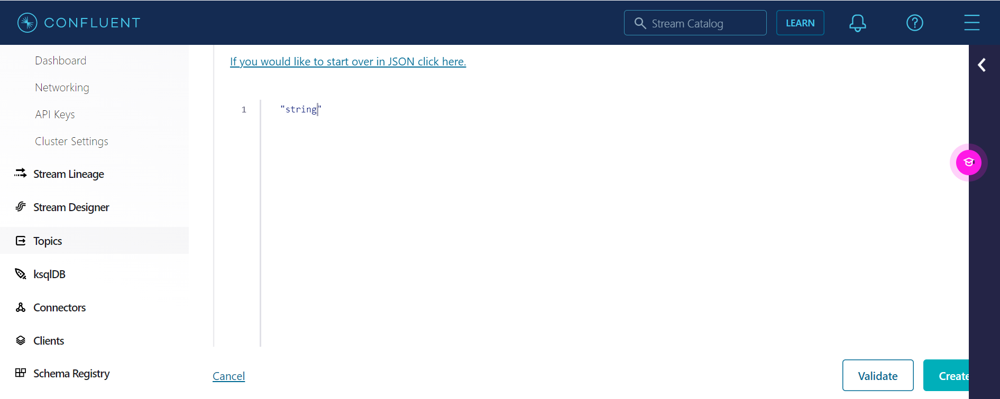 CONFLUENT
Stream Catalog
LEARN
Dashboard
Networking
API Keys
Cluster Settings
Stream Lineage
Stream Designer
Topics
ksqlDB
Connectors
Clients
Schema Registry
If you would like to start over in JSON click here.
1 "string"
Cancel
Validate
Create